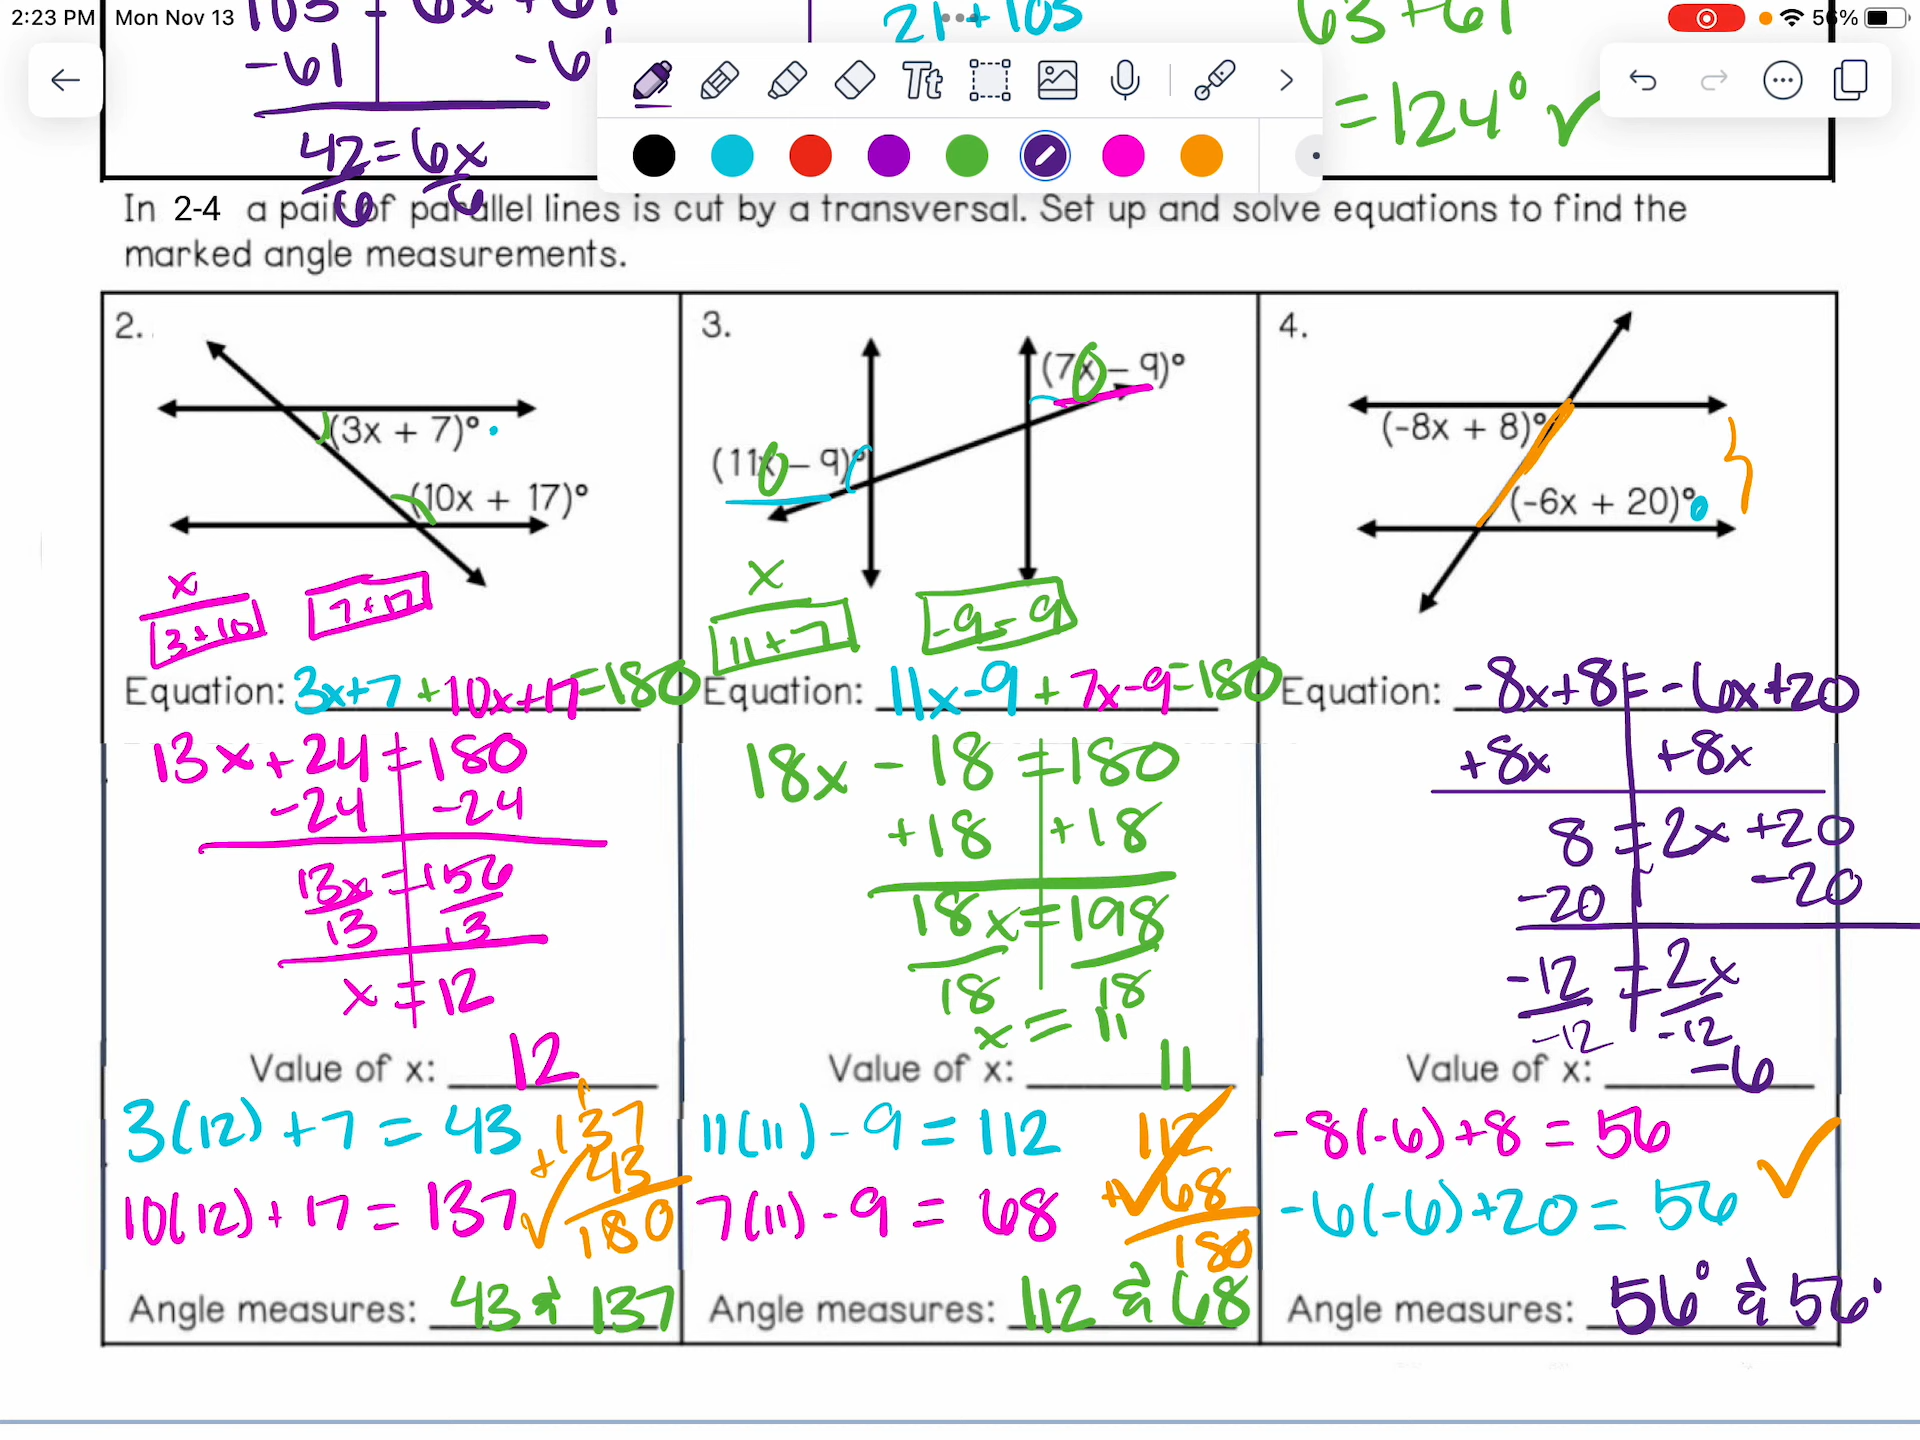 2:23 PM Mon Nov 13
56%
103 = 6x + 61
-61 -61
42 = 6x
6 6
21 + 103
63 + 61
= 124° ✓
Tt
In 2-4 a pair of parallel lines is cut by a transversal. Set up and solve equations to find the
marked angle measurements.
2.
(3x + 7)°
(10x + 17)°
x
3 + 10 7 + 17
Equation: 3x+7 + 10x+17 = 180
13x + 24 = 180
-24 -24
13x = 156
13 13
x = 12
Value of x: 12
3(12) + 7 = 43
10(12) + 17 = 137
137
+ 43
180
Angle measures: 43 & 137
3.
(7x – 9)°
(11x – 9)°
x
11 + 7 -9 - 9
Equation: 11x-9 + 7x-9 = 180
18x - 18 = 180
+18 +18
18x = 198
18 18
x = 11
Value of x: 11
11(11) - 9 = 112
7(11) - 9 = 68
112
+ 68
180
Angle measures: 112 & 68
4.
(-8x + 8)°
(-6x + 20)°
Equation: -8x+8 = -6x+20
+8x +8x
8 = 2x +20
-20 -20
-12 = 2x
-12 -12
Value of x: -6
-8(-6)+8 = 56
-6(-6)+20 = 56
✓
Angle measures: 56° & 56°